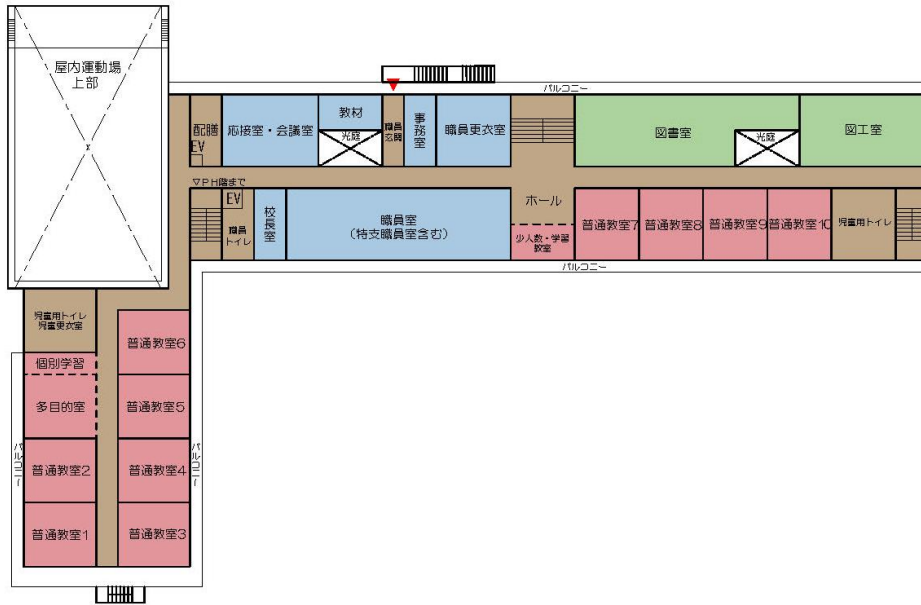 屋内運動場
上部
バルコニー
配膳
EV
応接室・会議室
教材
光庭
職員
玄関
事務室
職員更衣室
図書室
光庭
図工室
▽PH階まで
EV
職員
トイレ
校長室
職員室
(特支職員室含む)
ホール
少人数・学習
教室
普通教室7
普通教室8
普通教室9
普通教室10
児童用トイレ
バルコニー
児童用トイレ
児童更衣室
個別学習
多目的室
普通教室2
普通教室1
普通教室6
普通教室5
普通教室4
普通教室3
バルコニー
バルコニー